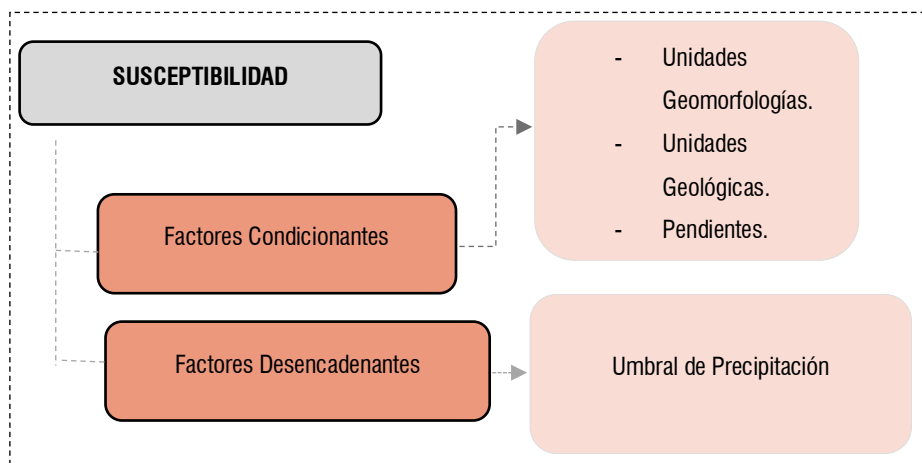 SUSCEPTIBILIDAD
- Unidades
Geomorfologías.
- Unidades
Geológicas.
- Pendientes.
Factores Condicionantes
Factores Desencadenantes
Umbral de Precipitación